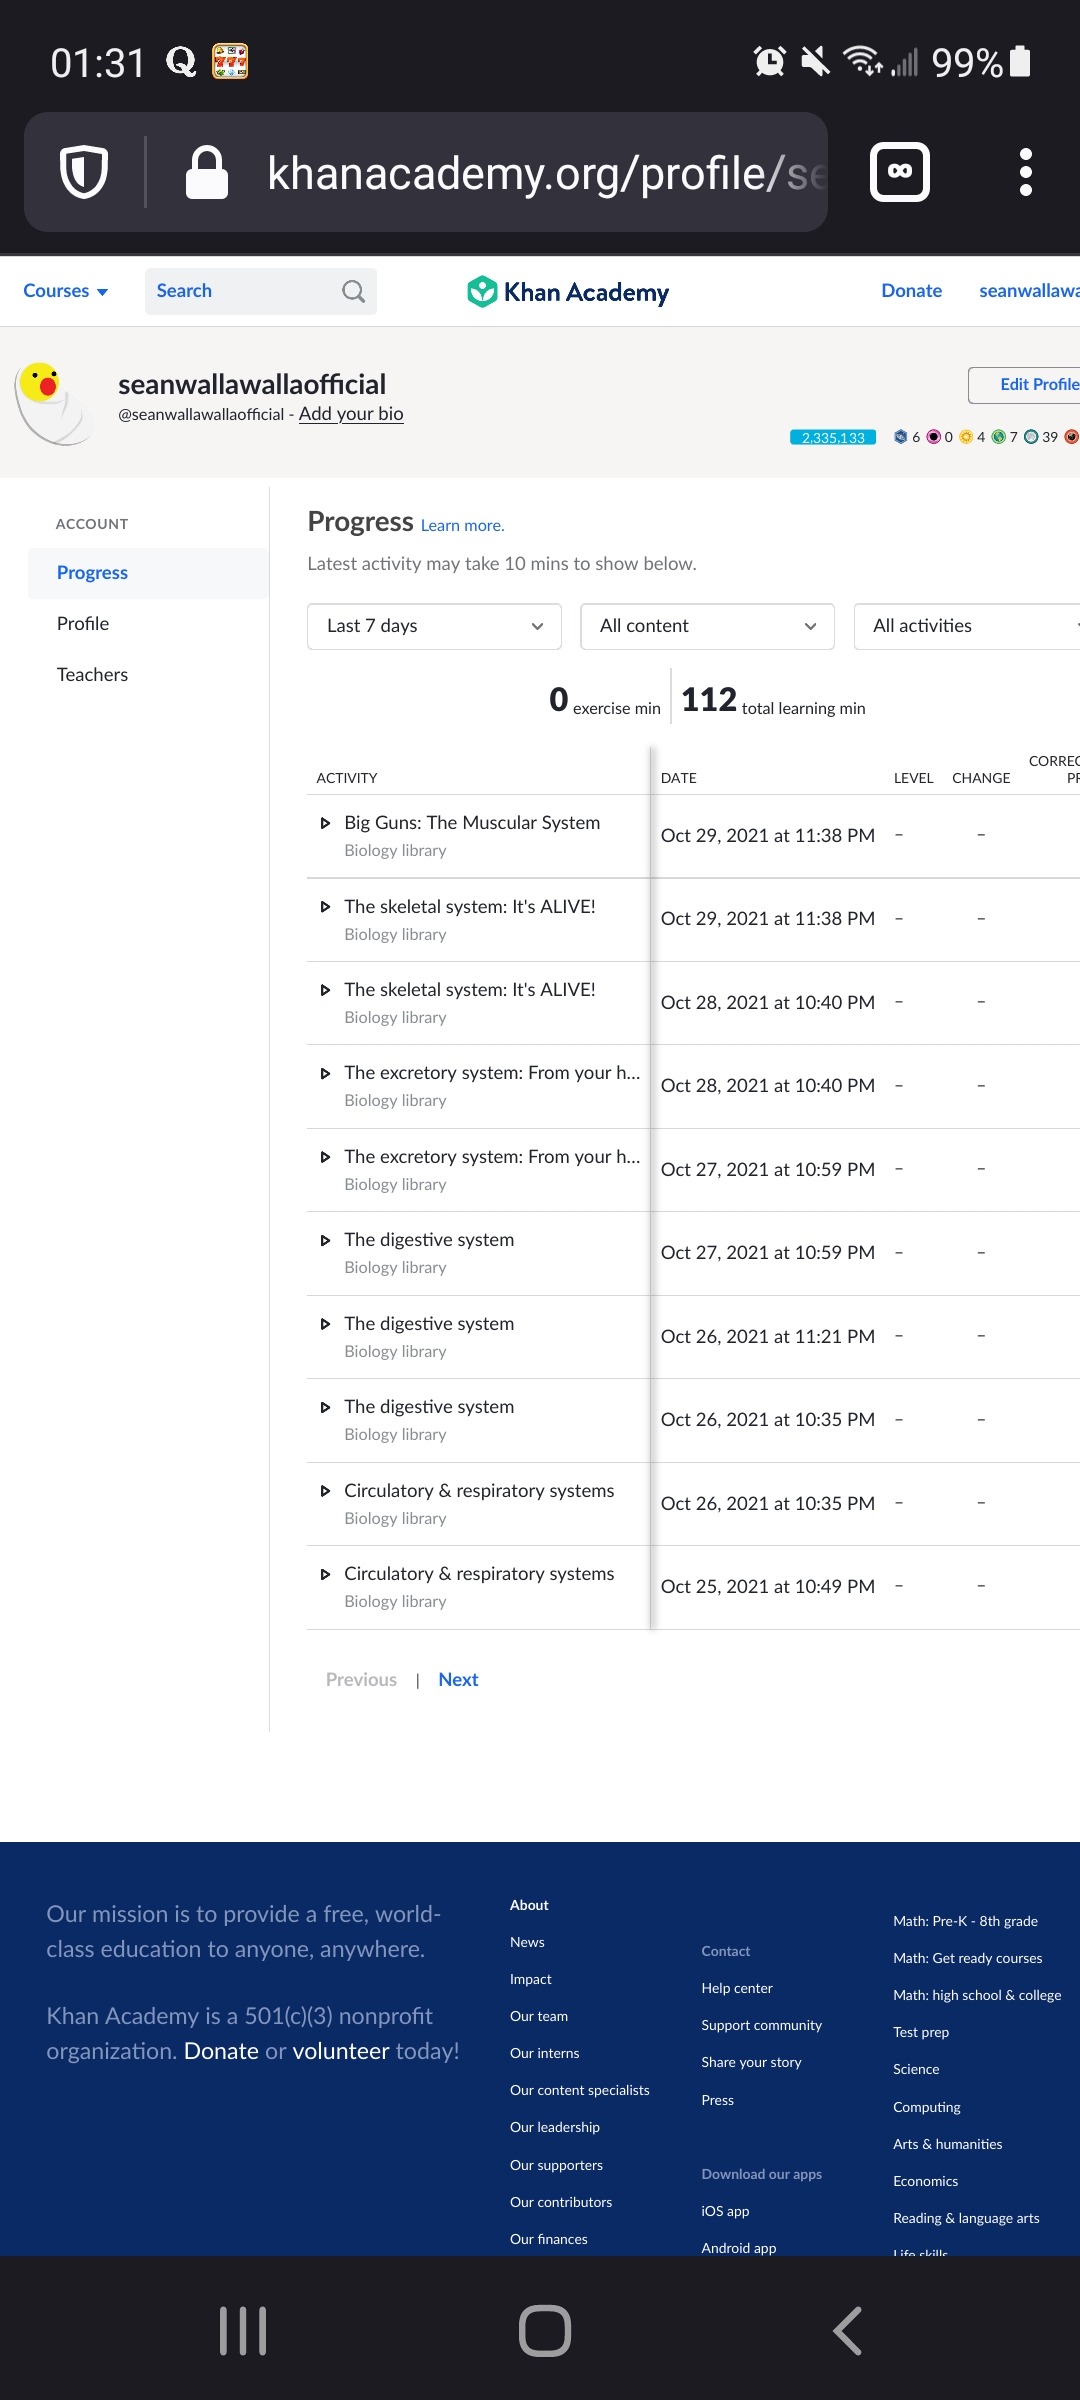 01:31 99%
khanacademy.org/profile/se
Courses Search Khan Academy Donate seanwallawa
seanwallawallaofficial
@seanwallawallaofficial - Add your bio
Edit Profile
2,335,133 6 0 4 7 39
ACCOUNT
Progress
Profile
Teachers
Progress Learn more.
Latest activity may take 10 mins to show below.
Last 7 days All content All activities
0 exercise min 112 total learning min
ACTIVITY DATE LEVEL CHANGE CORREC
PR
Big Guns: The Muscular System
Biology library
Oct 29, 2021 at 11:38 PM – –
The skeletal system: It's ALIVE!
Biology library
Oct 29, 2021 at 11:38 PM – –
The skeletal system: It's ALIVE!
Biology library
Oct 28, 2021 at 10:40 PM – –
The excretory system: From your h...
Biology library
Oct 28, 2021 at 10:40 PM – –
The excretory system: From your h...
Biology library
Oct 27, 2021 at 10:59 PM – –
The digestive system
Biology library
Oct 27, 2021 at 10:59 PM – –
The digestive system
Biology library
Oct 26, 2021 at 11:21 PM – –
The digestive system
Biology library
Oct 26, 2021 at 10:35 PM – –
Circulatory & respiratory systems
Biology library
Oct 26, 2021 at 10:35 PM – –
Circulatory & respiratory systems
Biology library
Oct 25, 2021 at 10:49 PM – –
Previous | Next
Our mission is to provide a free, world-
class education to anyone, anywhere.
Khan Academy is a 501(c)(3) nonprofit
organization. Donate or volunteer today!
About
News
Impact
Our team
Our interns
Our content specialists
Our leadership
Our supporters
Our contributors
Our finances
Contact
Help center
Support community
Share your story
Press
Download our apps
iOS app
Android app
Math: Pre-K - 8th grade
Math: Get ready courses
Math: high school & college
Test prep
Science
Computing
Arts & humanities
Economics
Reading & language arts
Life skills